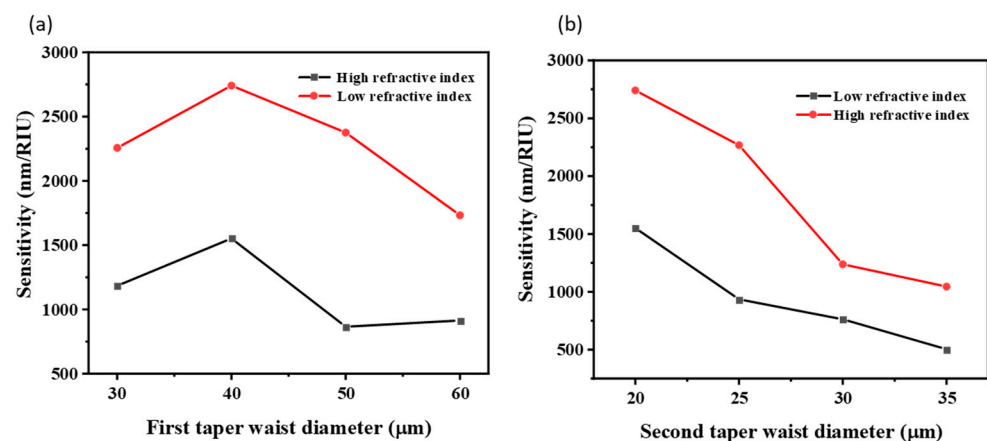 (a)
3000
2500
2000
1500
1000
500
Sensitivity (nm/RIU)
High refractive index
Low refractive index
30 40 50 60
First taper waist diameter (μm)
(b)
3000
2500
2000
1500
1000
500
Sensitivity (nm/RIU)
Low refractive index
High refractive index
20 25 30 35
Second taper waist diameter (μm)